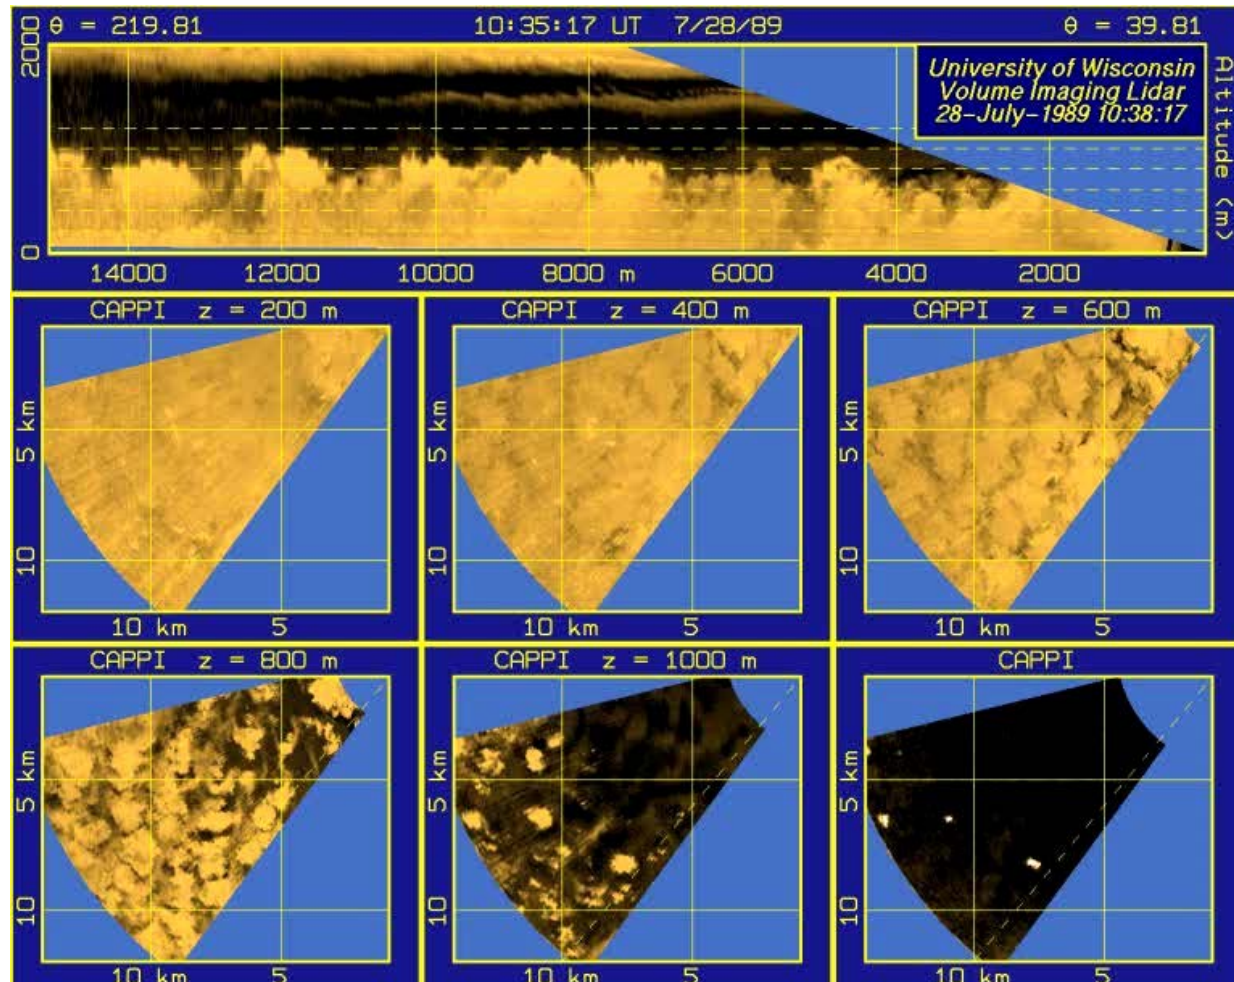 θ = 219.81 10:35:17 UT 7/28/89 θ = 39.81
University of Wisconsin
Volume Imaging Lidar
28-July-1989 10:38:17
2000
0
Altitude (m)
14000 12000 10000 8000 m 6000 4000 2000
CAPPI z = 200 m
5 km
10
10 km 5
CAPPI z = 400 m
5 km
10
10 km 5
CAPPI z = 600 m
5 km
10
10 km 5
CAPPI z = 800 m
5 km
10
10 km 5
CAPPI z = 1000 m
5 km
10
10 km 5
CAPPI
5 km
10
10 km 5